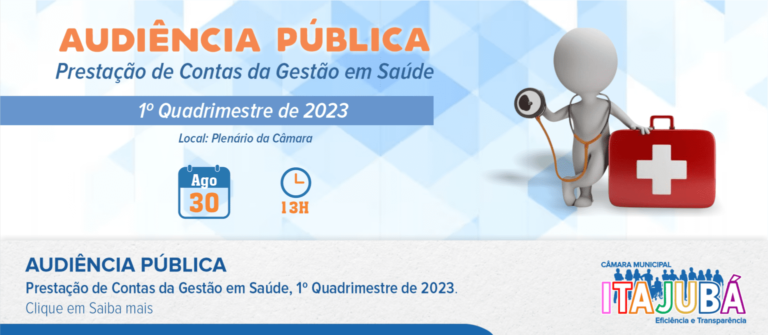 AUDIÊNCIA PÚBLICA
Prestação de Contas da Gestão em Saúde
1º Quadrimestre de 2023
Local: Plenário da Câmara
Ago
30
13H
AUDIÊNCIA PÚBLICA
Prestação de Contas da Gestão em Saúde, 1º Quadrimestre de 2023.
Clique em Saiba mais
CÂMARA MUNICIPAL
ITAJUBÁ
Eficiência e Transparência